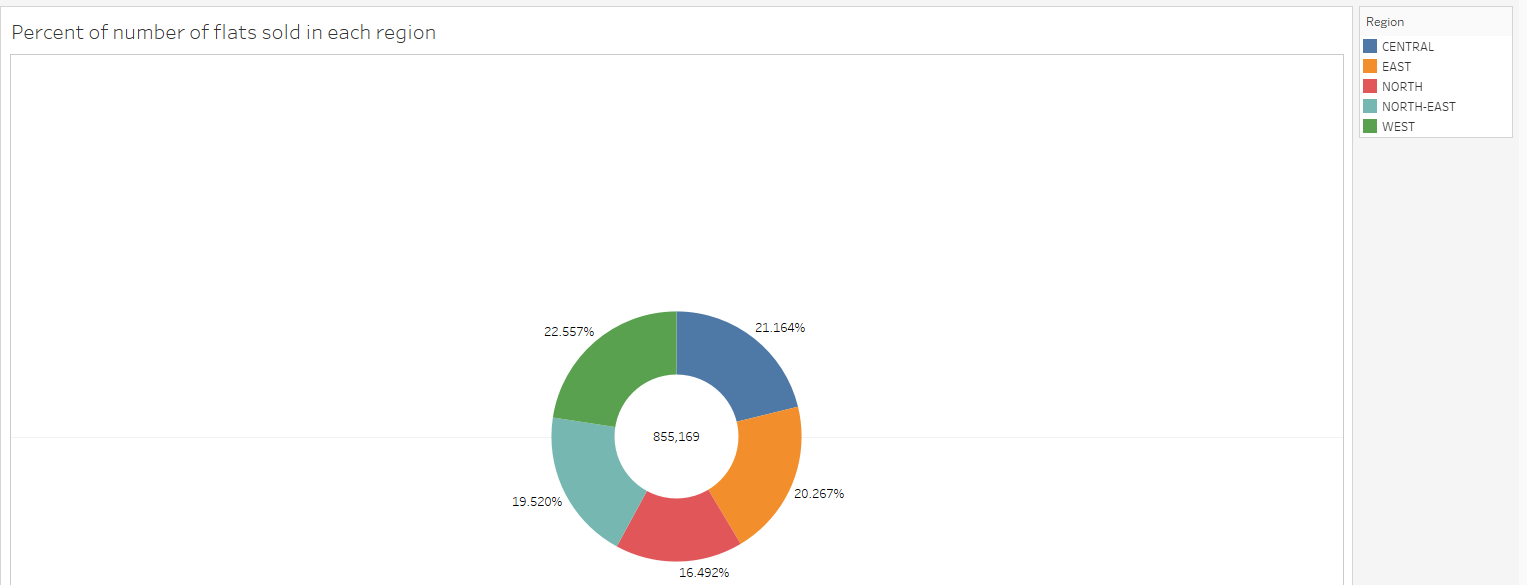 Percent of number of flats sold in each region
Region
CENTRAL
EAST
NORTH
NORTH-EAST
WEST
22.557%
21.164%
855,169
20.267%
19.520%
16.492%